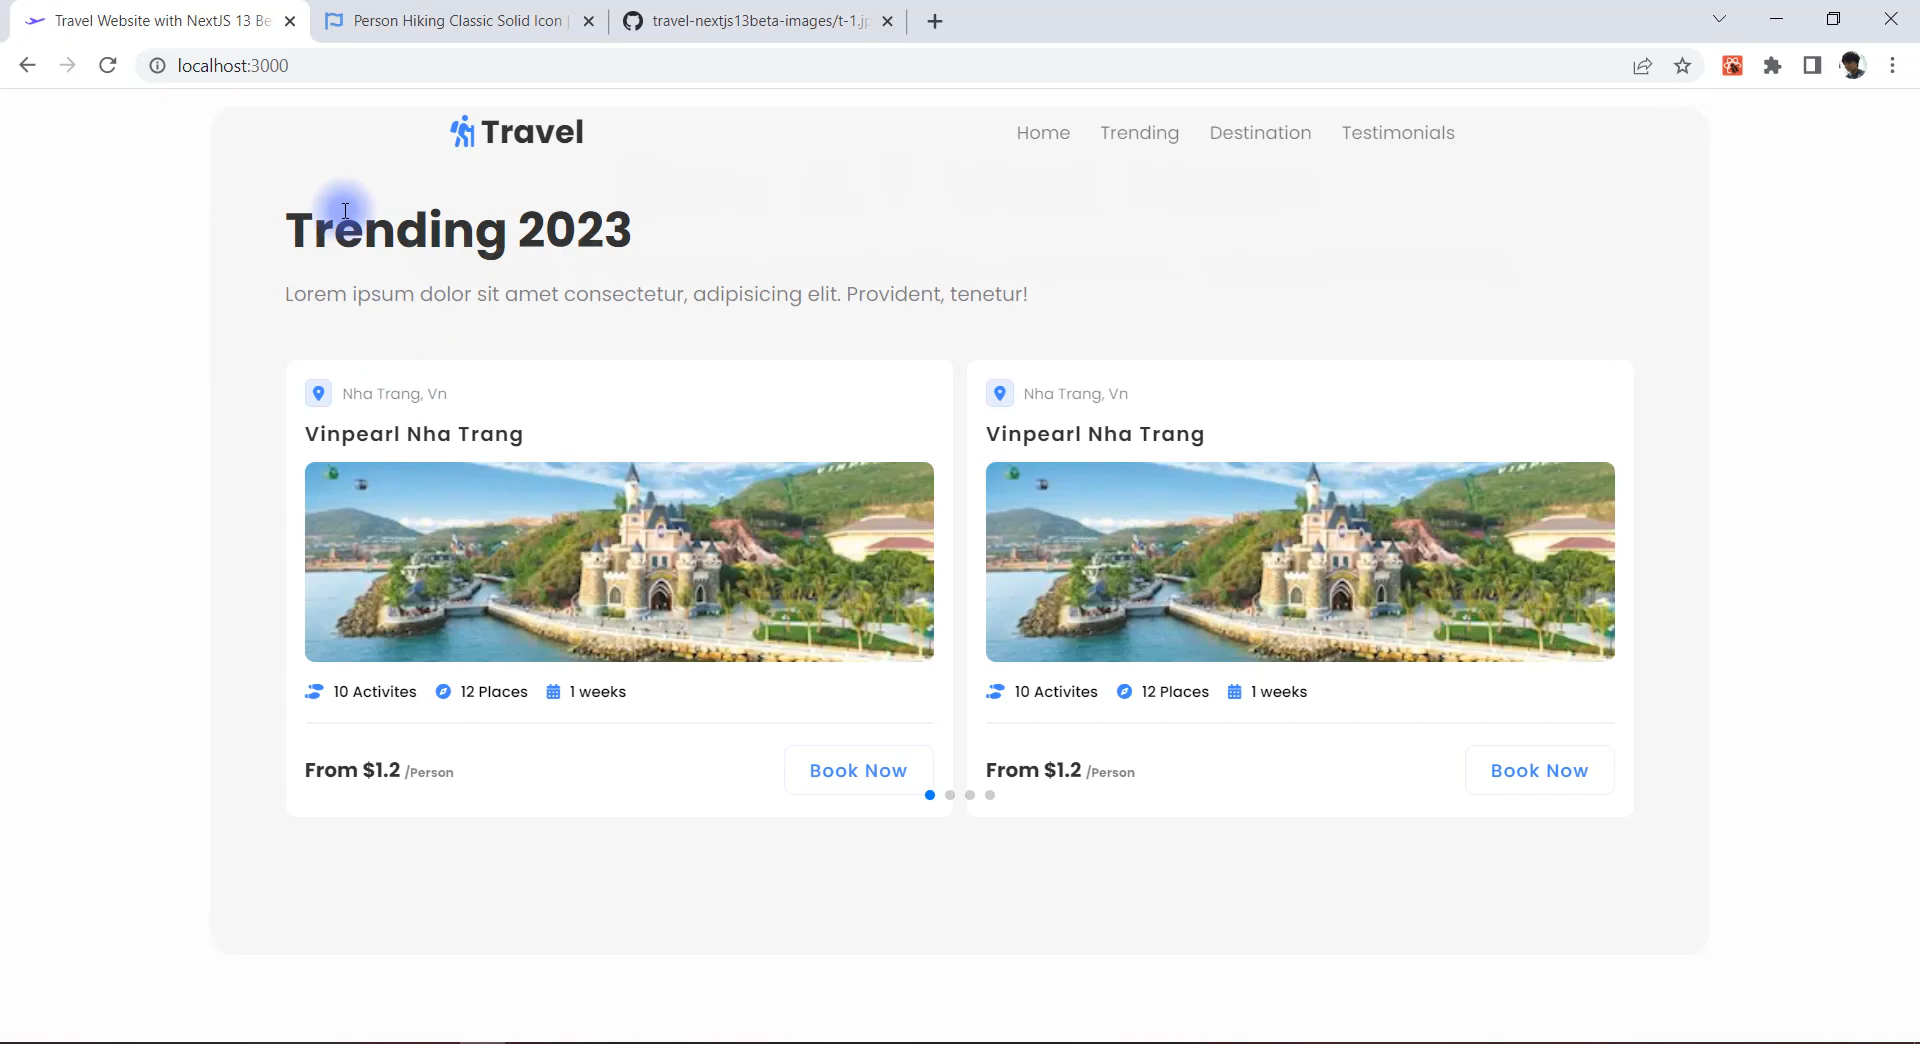 Travel Website with NextJS 13 Be
Person Hiking Classic Solid Icon |
travel-nextjs13beta-images/t-1.jp
localhost:3000
Travel
Home Trending Destination Testimonials
Trending 2023
Lorem ipsum dolor sit amet consectetur, adipisicing elit. Provident, tenetur!
Nha Trang, Vn
Vinpearl Nha Trang
10 Activites 12 Places 1 weeks
From $1.2 /Person
Book Now
Nha Trang, Vn
Vinpearl Nha Trang
10 Activites 12 Places 1 weeks
From $1.2 /Person
Book Now